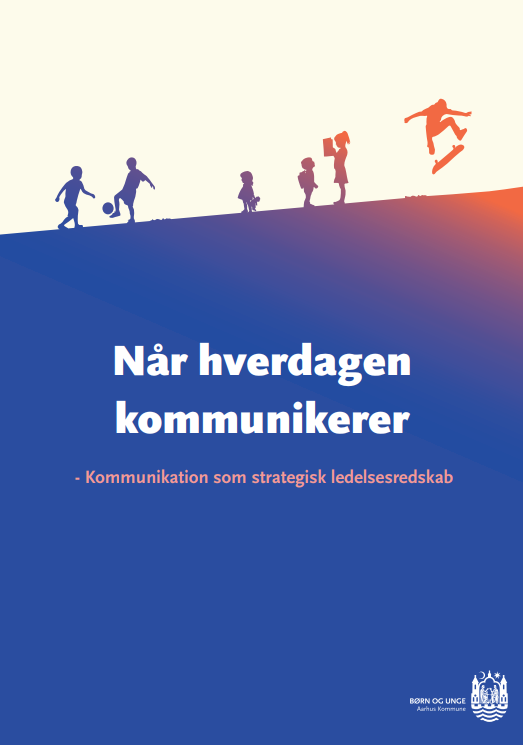 Når hverdagen
kommunikerer
- Kommunikation som strategisk ledelsesredskab
BØRN OG UNGE
Aarhus Kommune